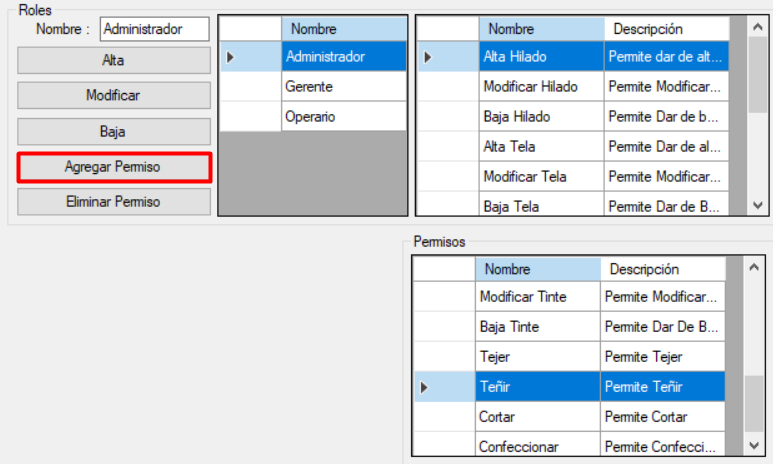 Roles
Nombre : Administrador
Alta
Modificar
Baja
Agregar Permiso
Eliminar Permiso
Nombre
Administrador
Gerente
Operario
Nombre Descripción
Alta Hilado Permite dar de alt...
Modificar Hilado Permite Modificar...
Baja Hilado Permite Dar de b...
Alta Tela Permite Dar de al...
Modificar Tela Permite Modificar...
Baja Tela Permite Dar de B...
Permisos
Nombre Descripción
Modificar Tinte Permite Modificar...
Baja Tinte Permite Dar De B...
Tejer Permite Tejer
Teñir Permite Teñir
Cortar Permite Cortar
Confeccionar Permite Confecci...